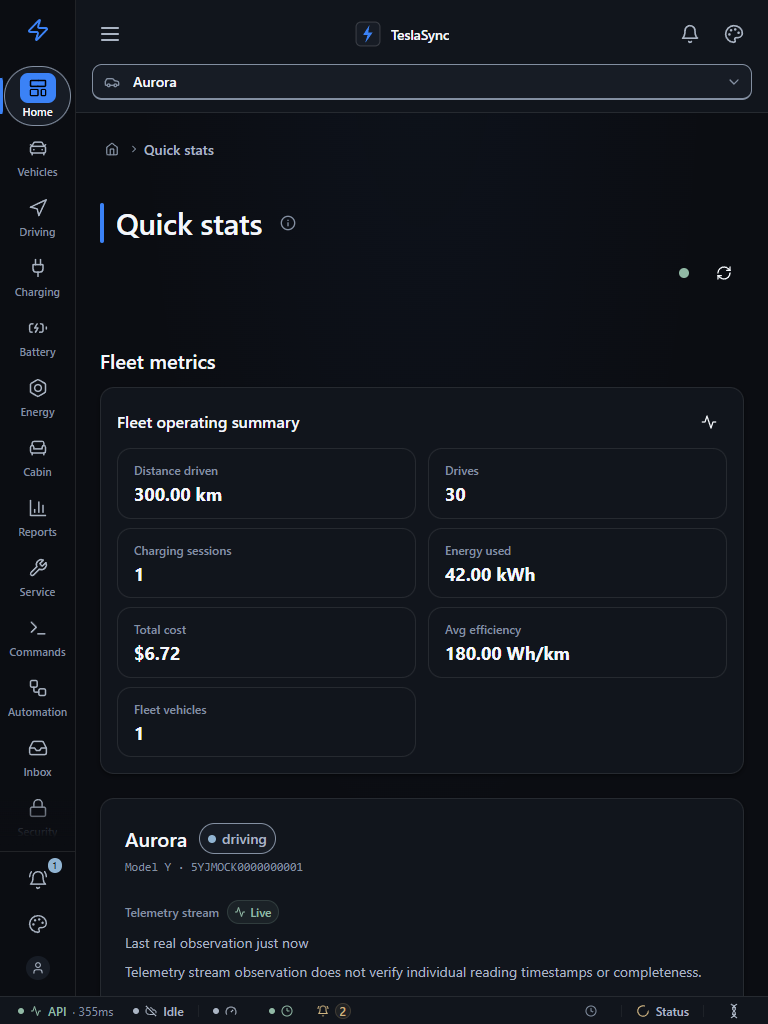 TeslaSync
Aurora
Home
Vehicles
Driving
Charging
Battery
Energy
Cabin
Reports
Service
Commands
Automation
Inbox
Security
1
Quick stats
Quick stats
Fleet metrics
Fleet operating summary
Distance driven
300.00 km
Drives
30
Charging sessions
1
Energy used
42.00 kWh
Total cost
$6.72
Avg efficiency
180.00 Wh/km
Fleet vehicles
1
Aurora driving
Model Y · 5YJMOCK0000000001
Telemetry stream Live
Last real observation just now
Telemetry stream observation does not verify individual reading timestamps or completeness.
API · 355ms Idle 2 Status